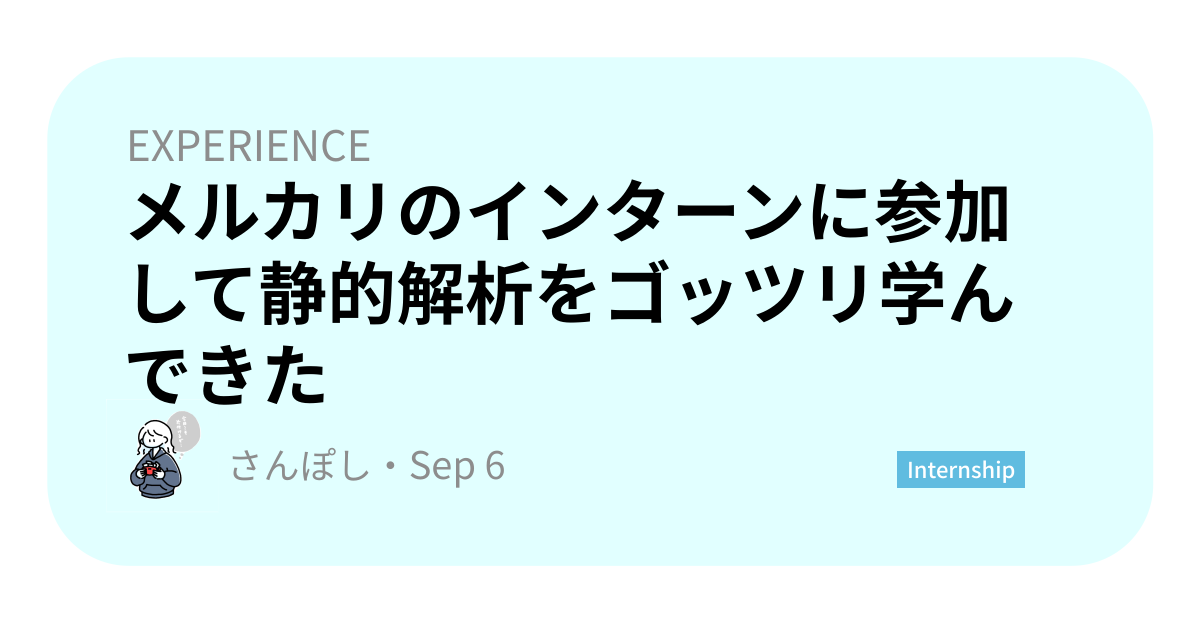 EXPERIENCE
メルカリのインターンに参加
して静的解析をゴッツリ学ん
できた
さんぽし・Sep 6
Internship